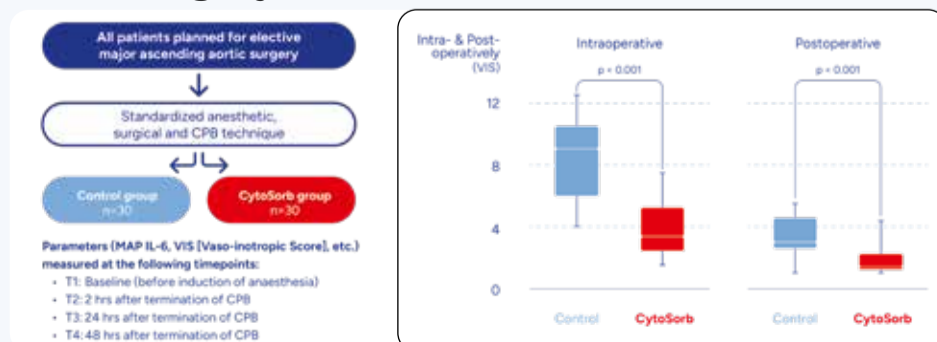 All patients planned for elective
major ascending aortic surgery
Standardized anesthetic,
surgical and CPB technique
Control group
n=30
CytoSorb group
n=30
Parameters (MAP IL-6, VIS [Vaso-inotropic Score], etc.)
measured at the following timepoints:
• T1: Baseline (before induction of anaesthesia)
• T2: 2 hrs after termination of CPB
• T3: 24 hrs after termination of CPB
• T4: 48 hrs after termination of CPB
Intra- & Post-
operatively
(VIS)
Intraoperative
Postoperative
p < 0.001
p < 0.001
12
8
4
0
Control
CytoSorb
Control
CytoSorb